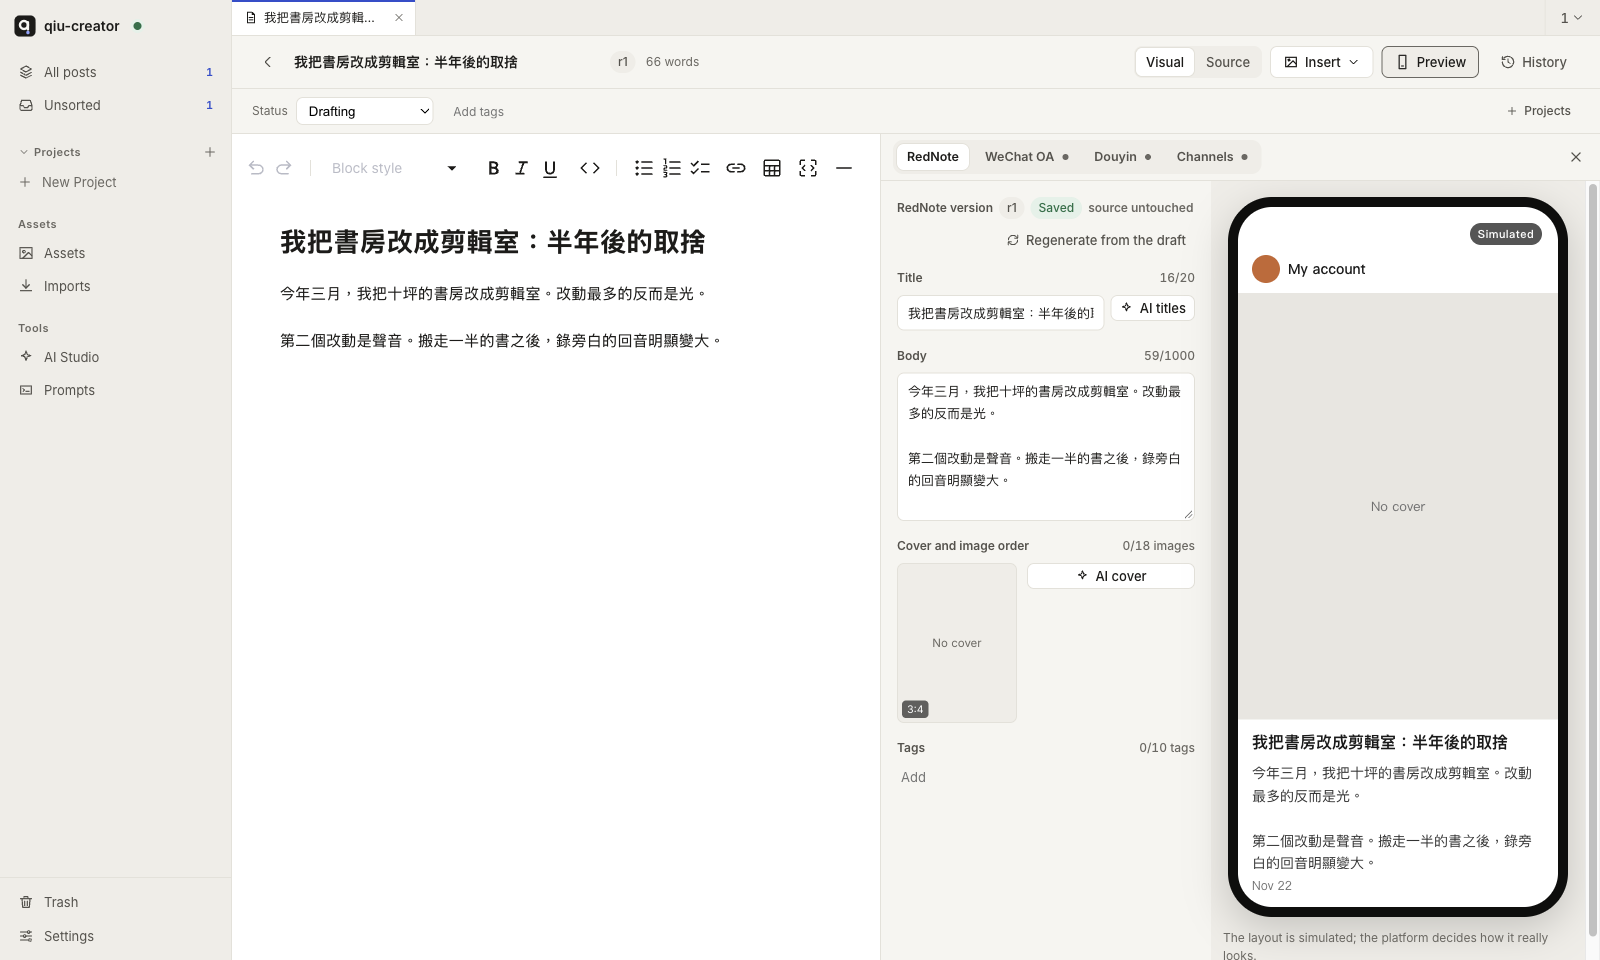 qiu-creator
All posts 1
Unsorted 1
Projects
New Project
Assets
Assets
Imports
Tools
AI Studio
Prompts
Trash
Settings
我把書房改成剪輯...
1
我把書房改成剪輯室：半年後的取捨
r1 66 words
Visual Source Insert Preview History
Status Drafting Add tags
Projects
Block style
我把書房改成剪輯室：半年後的取捨
今年三月，我把十坪的書房改成剪輯室。改動最多的反而是光。
第二個改動是聲音。搬走一半的書之後，錄旁白的回音明顯變大。
RedNote WeChat OA Douyin Channels
RedNote version r1 Saved source untouched
Regenerate from the draft
Title 16/20
我把書房改成剪輯室：半年後的
AI titles
Body 59/1000
今年三月，我把十坪的書房改成剪輯室。改動最
多的反而是光。
第二個改動是聲音。搬走一半的書之後，錄旁白
的回音明顯變大。
Cover and image order 0/18 images
No cover
3:4
AI cover
Tags 0/10 tags
Add
Simulated
My account
No cover
我把書房改成剪輯室：半年後的取捨
今年三月，我把十坪的書房改成剪輯室。改動
最多的反而是光。
第二個改動是聲音。搬走一半的書之後，錄旁
白的回音明顯變大。
Nov 22
The layout is simulated; the platform decides how it really
looks.